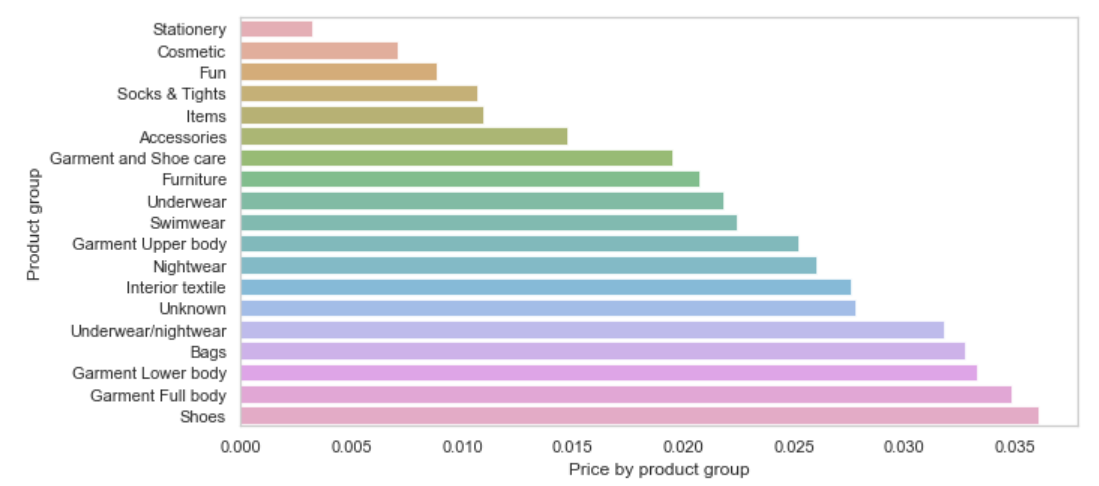 Product group
Stationery
Cosmetic
Fun
Socks & Tights
Items
Accessories
Garment and Shoe care
Furniture
Underwear
Swimwear
Garment Upper body
Nightwear
Interior textile
Unknown
Underwear/nightwear
Bags
Garment Lower body
Garment Full body
Shoes
0.000 0.005 0.010 0.015 0.020 0.025 0.030 0.035
Price by product group